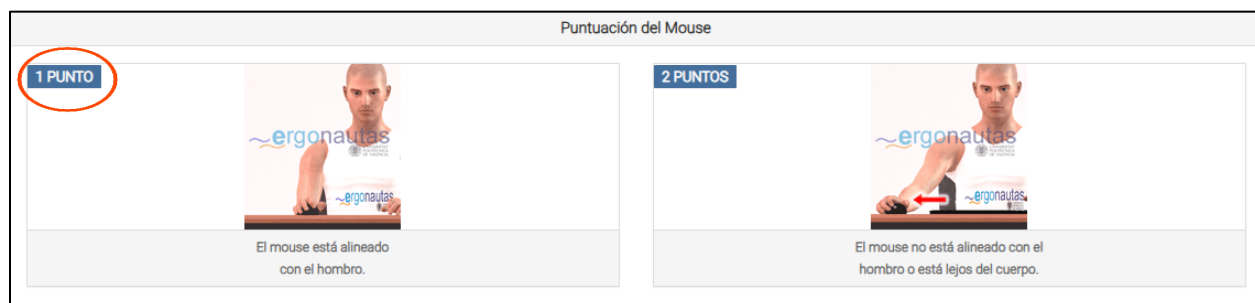 Puntuación del Mouse
1 PUNTO
ergonautas
ergonautas
El mouse está alineado
con el hombro.
2 PUNTOS
ergonautas
ergonautas
El mouse no está alineado con el
hombro o está lejos del cuerpo.